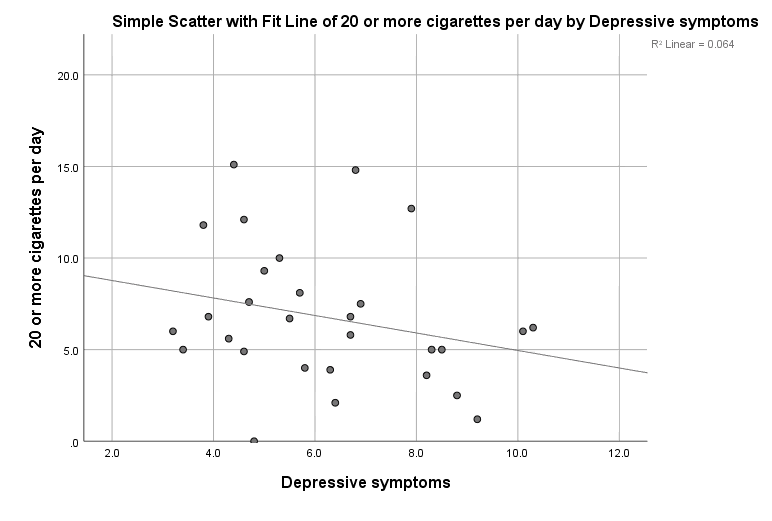 Simple Scatter with Fit Line of 20 or more cigarettes per day by Depressive symptoms
R² Linear = 0.064
20 or more cigarettes per day
20.0
15.0
10.0
5.0
.0
2.0 4.0 6.0 8.0 10.0 12.0
Depressive symptoms